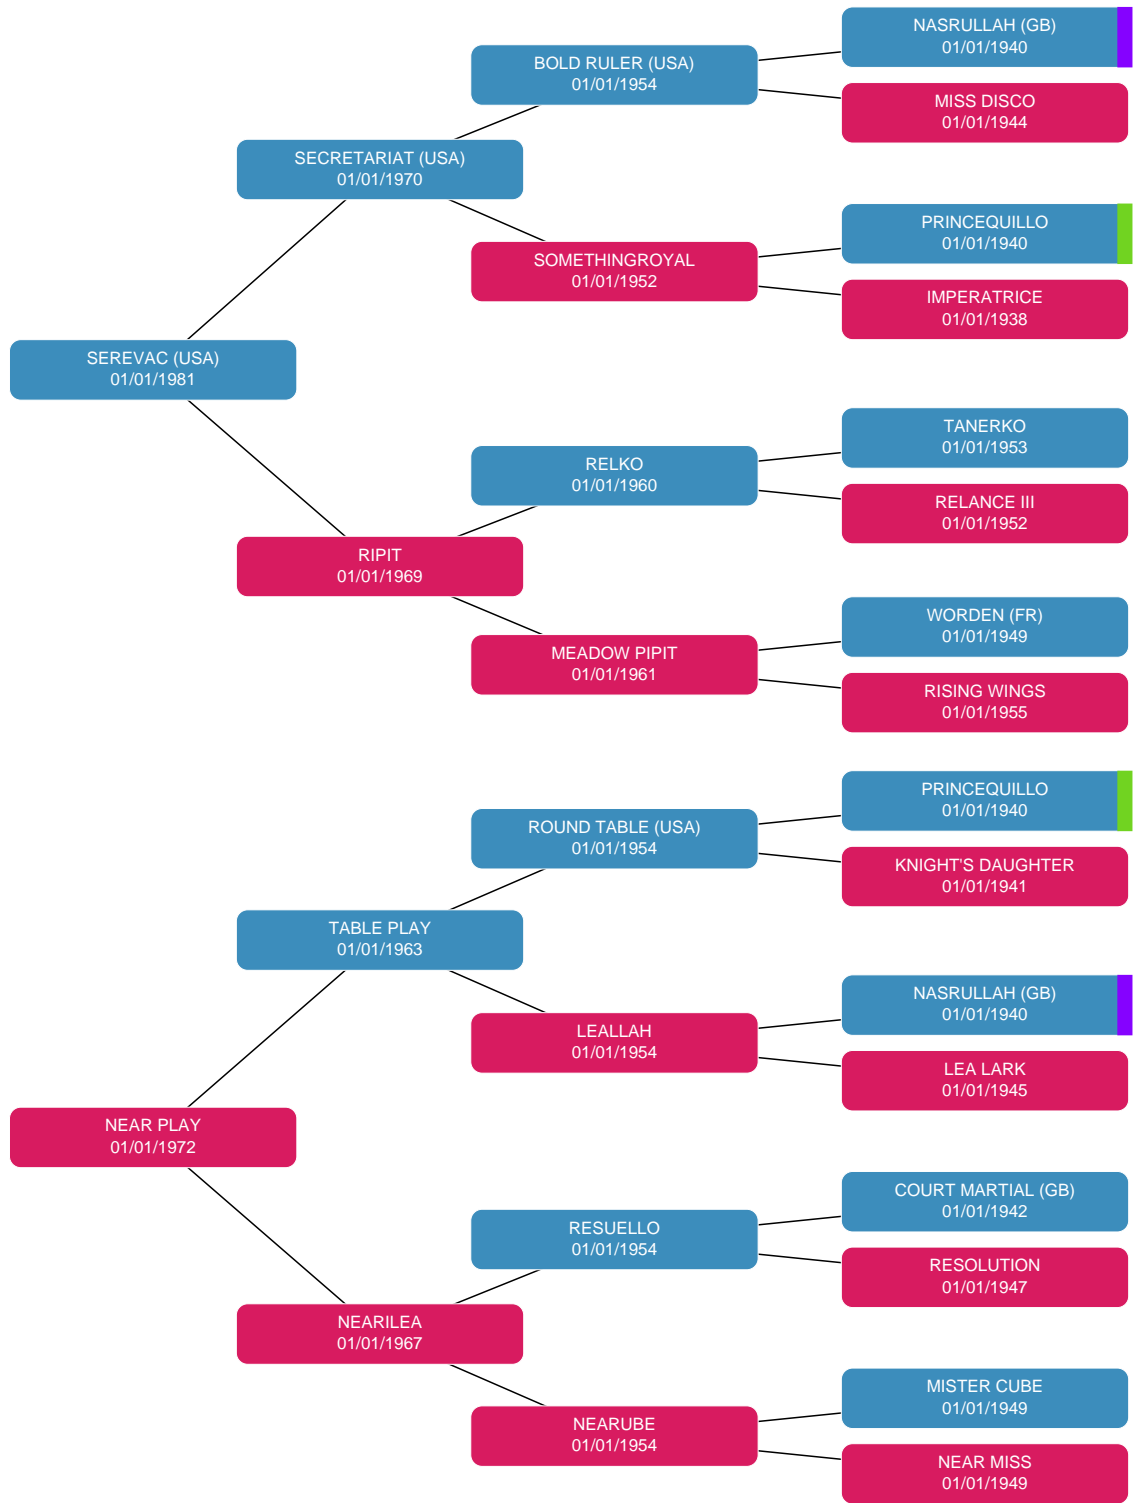 NASRULLAH (GB)
01/01/1940
BOLD RULER (USA)
01/01/1954
MISS DISCO
01/01/1944
SECRETARIAT (USA)
01/01/1970
PRINCEQUILLO
01/01/1940
SOMETHINGROYAL
01/01/1952
IMPERATRICE
01/01/1938
SEREVAC (USA)
01/01/1981
TANERKO
01/01/1953
RELKO
01/01/1960
RELANCE III
01/01/1952
RIPIT
01/01/1969
WORDEN (FR)
01/01/1949
MEADOW PIPIT
01/01/1961
RISING WINGS
01/01/1955
PRINCEQUILLO
01/01/1940
ROUND TABLE (USA)
01/01/1954
KNIGHT'S DAUGHTER
01/01/1941
TABLE PLAY
01/01/1963
NASRULLAH (GB)
01/01/1940
LEALLAH
01/01/1954
LEA LARK
01/01/1945
NEAR PLAY
01/01/1972
COURT MARTIAL (GB)
01/01/1942
RESUELLO
01/01/1954
RESOLUTION
01/01/1947
NEARILEA
01/01/1967
MISTER CUBE
01/01/1949
NEARUBE
01/01/1954
NEAR MISS
01/01/1949